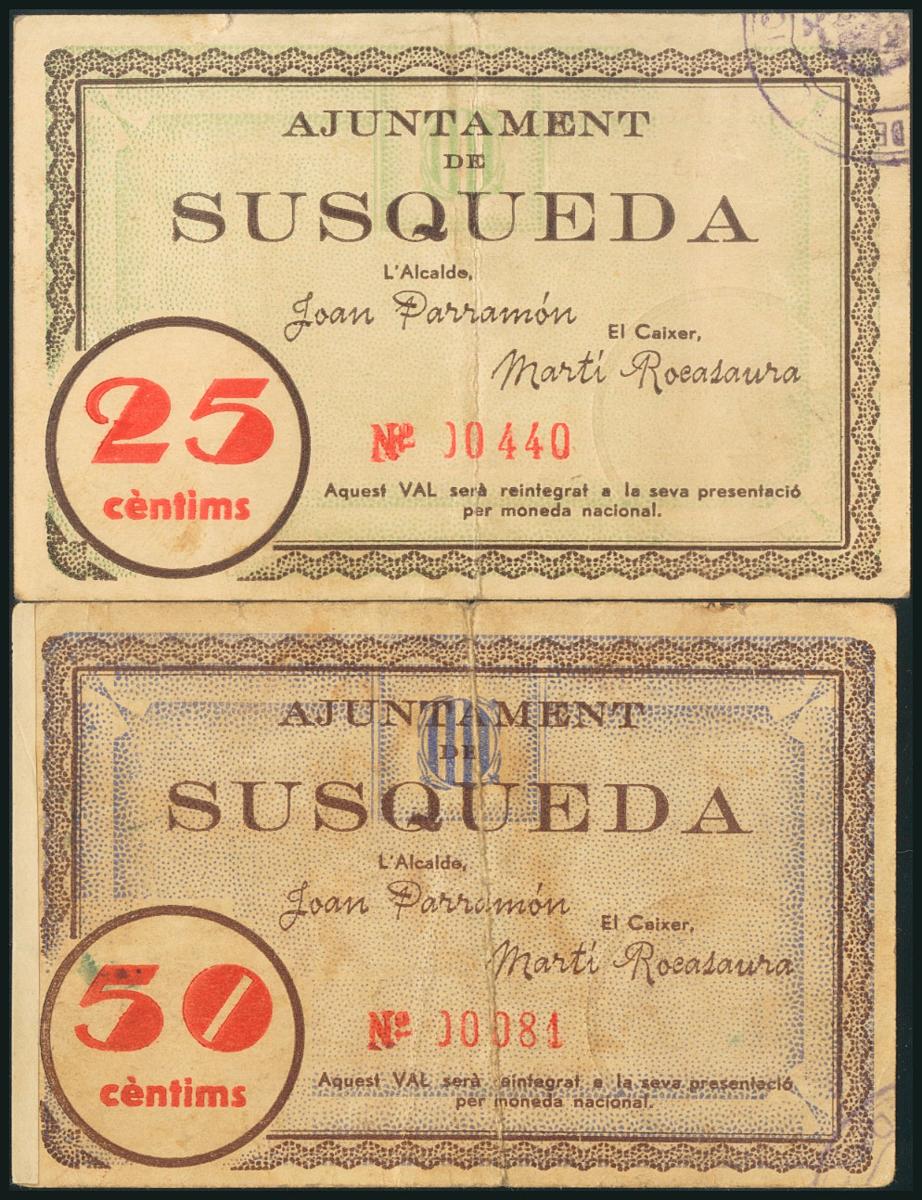 AJUNTAMENT
DE
SUSQUEDA
L'Alcalde,
Joan Parramón
El Caixer,
Martí Rocasaura
25
cèntims
Nº 00440
Aquest VAL serà reintegrat a la seva presentació
per moneda nacional.
DE
AJUNTAMENT
DE
SUSQUEDA
L'Alcalde,
Joan Parramón
El Caixer,
Martí Rocasaura
50
cèntims
Nº 00081
Aquest VAL serà reintegrat a la seva presentació
per moneda nacional.